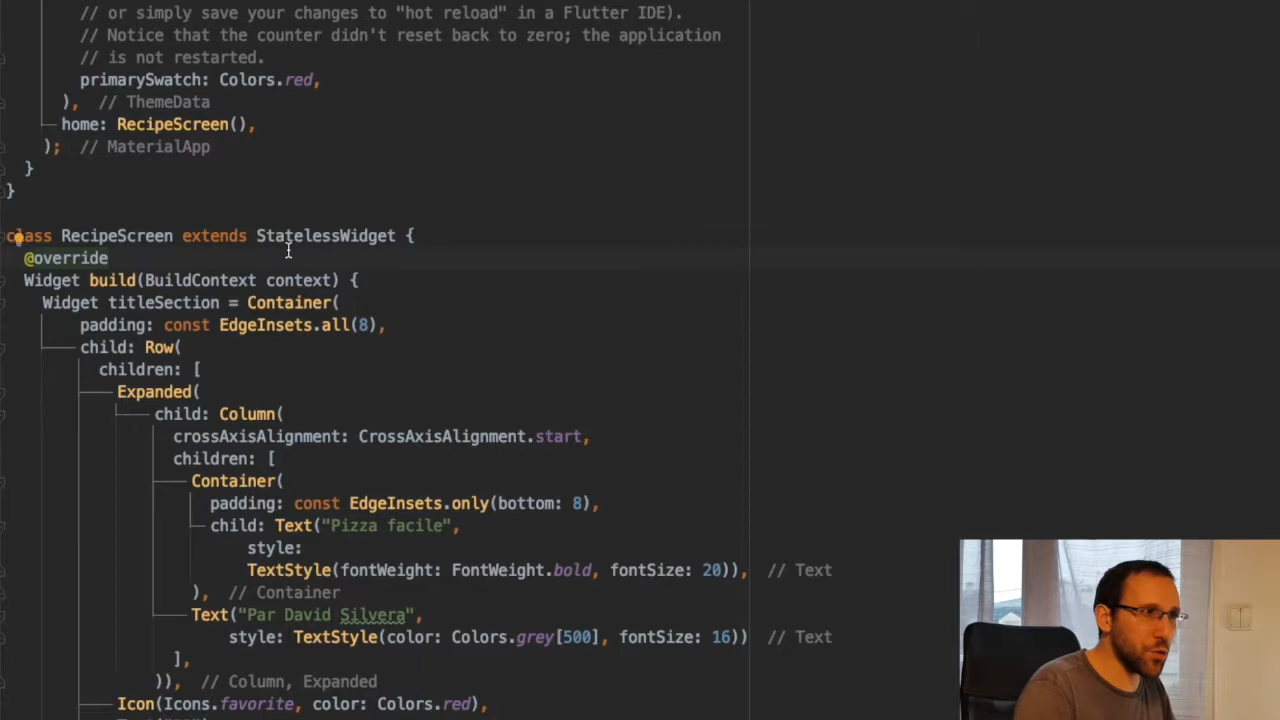 // or simply save your changes to "hot reload" in a Flutter IDE).
// Notice that the counter didn't reset back to zero; the application
// is not restarted.
primarySwatch: Colors.red,
), // ThemeData
home: RecipeScreen(),
); // MaterialApp
}
}
class RecipeScreen extends StatelessWidget {
@override
Widget build(BuildContext context) {
Widget titleSection = Container(
padding: const EdgeInsets.all(8),
child: Row(
children: [
Expanded(
child: Column(
crossAxisAlignment: CrossAxisAlignment.start,
children: [
Container(
padding: const EdgeInsets.only(bottom: 8),
child: Text("Pizza facile",
style:
TextStyle(fontWeight: FontWeight.bold, fontSize: 20)), // Text
), // Container
Text("Par David Silvera",
style: TextStyle(color: Colors.grey[500], fontSize: 16)) // Text
],
)), // Column, Expanded
Icon(Icons.favorite, color: Colors.red),